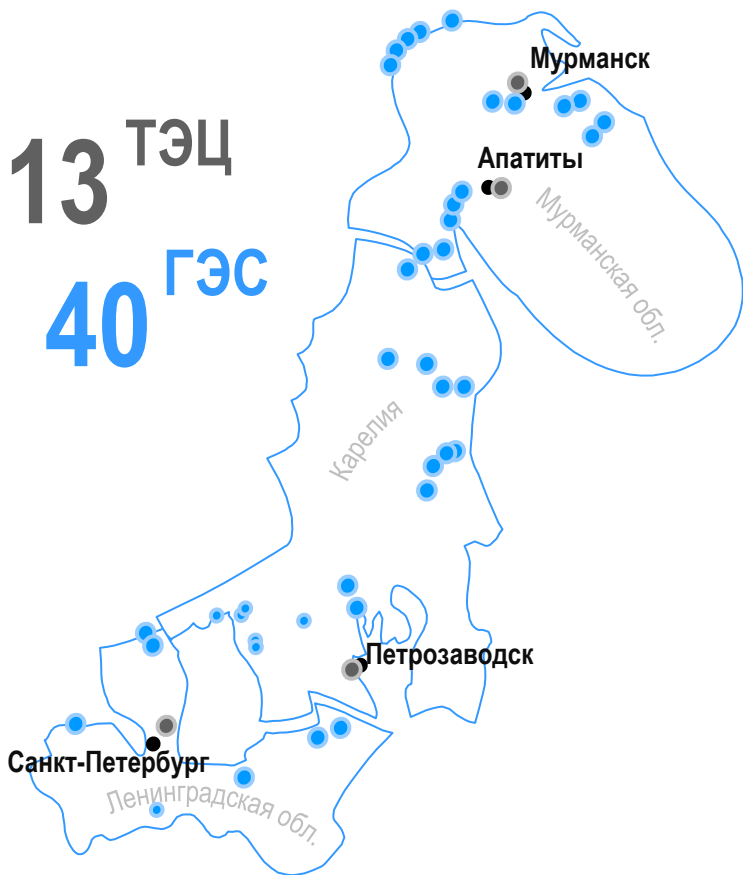 Мурманск
13 ТЭЦ
Апатиты
Мурманская обл.
40 ГЭС
Карелия
Петрозаводск
Санкт-Петербург
Ленинградская обл.